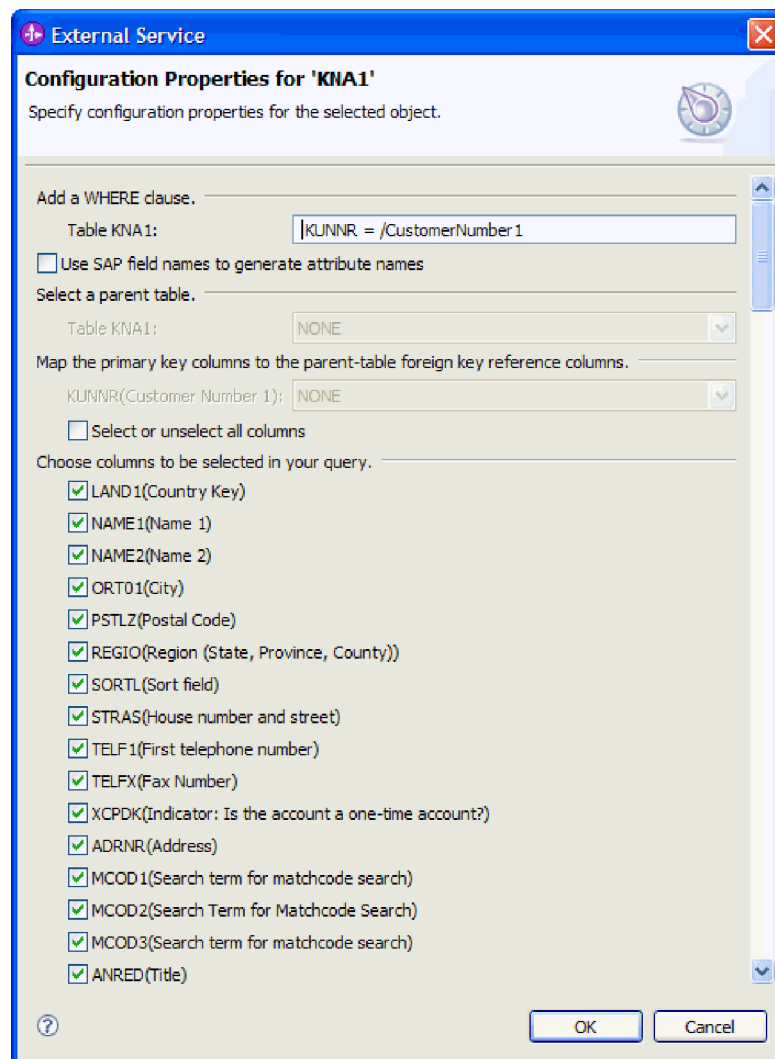 External Service
Configuration Properties for 'KNA1'
Specify configuration properties for the selected object.
Add a WHERE clause.
Table KNA1: KUNNR = /CustomerNumber1
Use SAP field names to generate attribute names
Select a parent table.
Table KNA1: NONE
Map the primary key columns to the parent-table foreign key reference columns.
KUNNR(Customer Number 1): NONE
Select or unselect all columns
Choose columns to be selected in your query.
LAND1(Country Key)
NAME1(Name 1)
NAME2(Name 2)
ORT01(City)
PSTLZ(Postal Code)
REGIO(Region (State, Province, County))
SORTL(Sort field)
STRAS(House number and street)
TELF1(First telephone number)
TELFX(Fax Number)
XCPDK(Indicator: Is the account a one-time account?)
ADRNR(Address)
MCOD1(Search term for matchcode search)
MCOD2(Search Term for Matchcode Search)
MCOD3(Search term for matchcode search)
ANRED(Title)
? OK Cancel